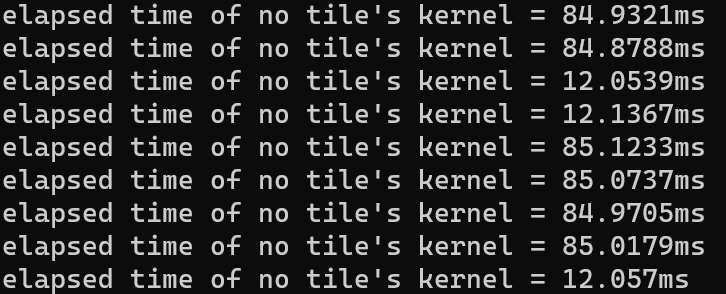 elapsed time of no tile's kernel = 84.9321ms
elapsed time of no tile's kernel = 84.8788ms
elapsed time of no tile's kernel = 12.0539ms
elapsed time of no tile's kernel = 12.1367ms
elapsed time of no tile's kernel = 85.1233ms
elapsed time of no tile's kernel = 85.0737ms
elapsed time of no tile's kernel = 84.9705ms
elapsed time of no tile's kernel = 85.0179ms
elapsed time of no tile's kernel = 12.057ms